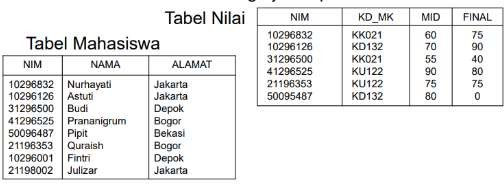 Tabel Nilai
NIM KD_MK MID FINAL
10296832 KK021 60 75
10296126 KD132 70 90
31296500 KK021 55 40
41296525 KU122 90 80
21196353 KU122 75 75
50095487 KD132 80 0
Tabel Mahasiswa
NIM NAMA ALAMAT
10296832 Nurhayati Jakarta
10296126 Astuti Jakarta
31296500 Budi Depok
41296525 Prananigrum Bogor
50096487 Pipit Bekasi
21196353 Quraish Bogor
10296001 Fintri Depok
21198002 Julizar Jakarta